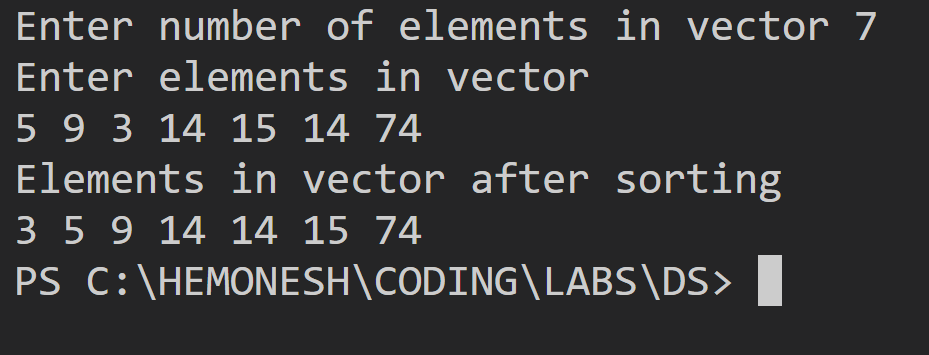 Enter number of elements in vector 7
Enter elements in vector
5 9 3 14 15 14 74
Elements in vector after sorting
3 5 9 14 14 15 74
PS C:\HEMONESH\CODING\LABS\DS>